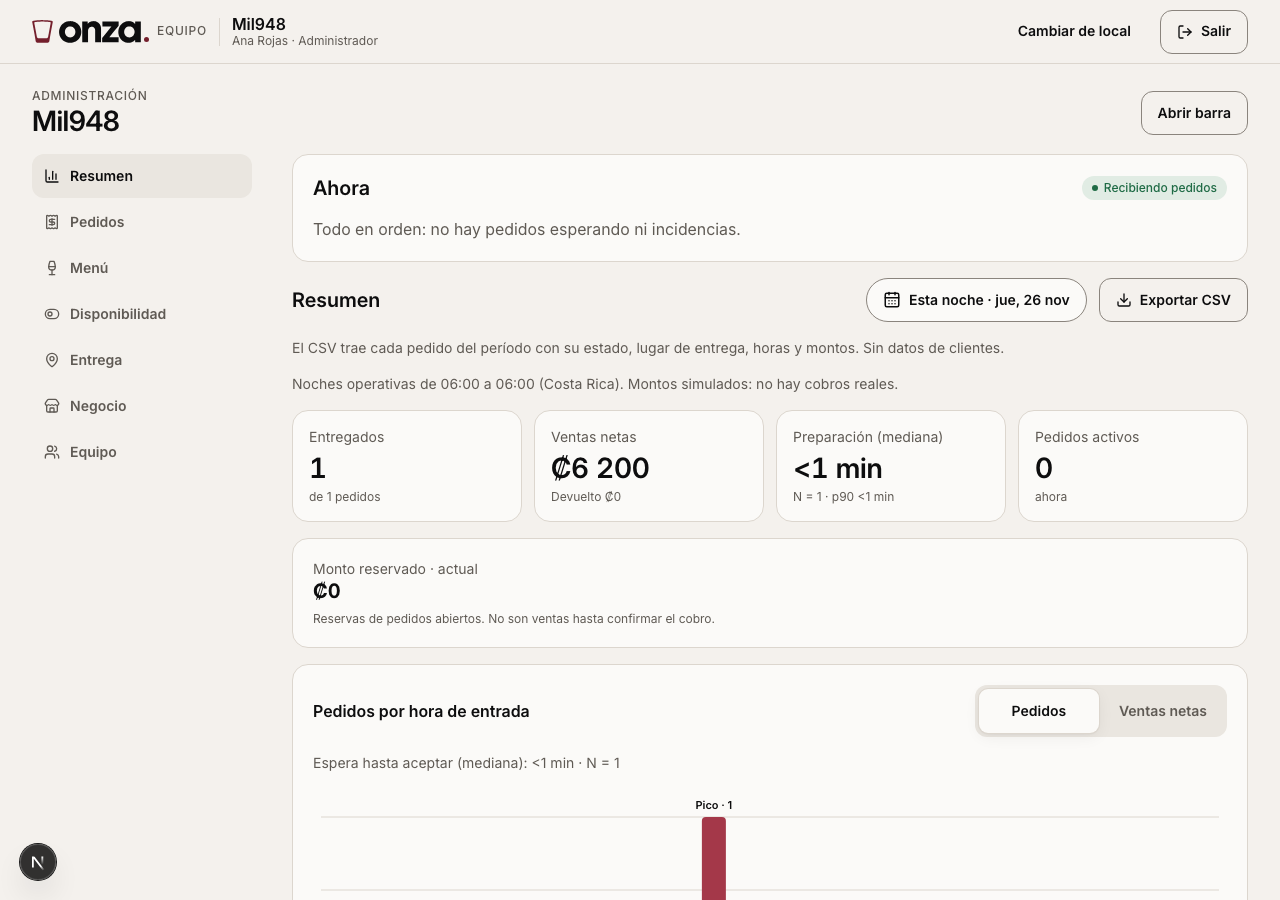 onza. EQUIPO
Mil948
Ana Rojas · Administrador
Cambiar de local
Salir
ADMINISTRACIÓN
Mil948
Abrir barra
Resumen
Pedidos
Menú
Disponibilidad
Entrega
Negocio
Equipo
Ahora
Recibiendo pedidos
Todo en orden: no hay pedidos esperando ni incidencias.
Resumen
Esta noche · jue, 26 nov
Exportar CSV
El CSV trae cada pedido del período con su estado, lugar de entrega, horas y montos. Sin datos de clientes.
Noches operativas de 06:00 a 06:00 (Costa Rica). Montos simulados: no hay cobros reales.
Entregados
1
de 1 pedidos
Ventas netas
₡6 200
Devuelto ₡0
Preparación (mediana)
<1 min
N = 1 · p90 <1 min
Pedidos activos
0
ahora
Monto reservado · actual
₡0
Reservas de pedidos abiertos. No son ventas hasta confirmar el cobro.
Pedidos por hora de entrada
Pedidos
Ventas netas
Espera hasta aceptar (mediana): <1 min · N = 1
Pico · 1
N